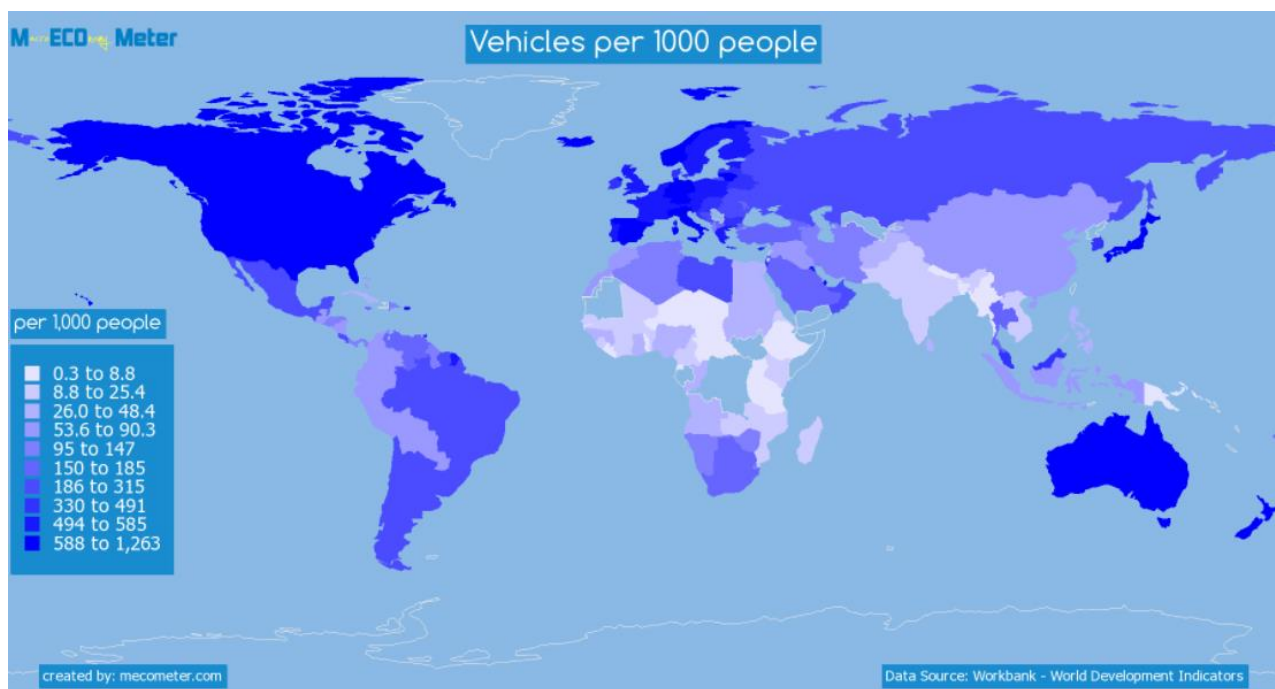 Macro ECOnomy Meter
Vehicles per 1000 people
per 1,000 people
0.3 to 8.8
8.8 to 25.4
26.0 to 48.4
53.6 to 90.3
95 to 147
150 to 185
186 to 315
330 to 491
494 to 585
588 to 1,263
created by: mecometer.com
Data Source: Workbank - World Development Indicators